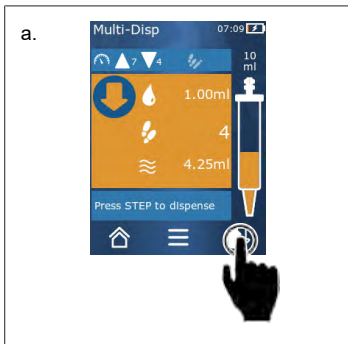 a.
Multi-Disp 07:09
7 4 10 ml
1.00ml
4
4.25ml
Press STEP to dispense